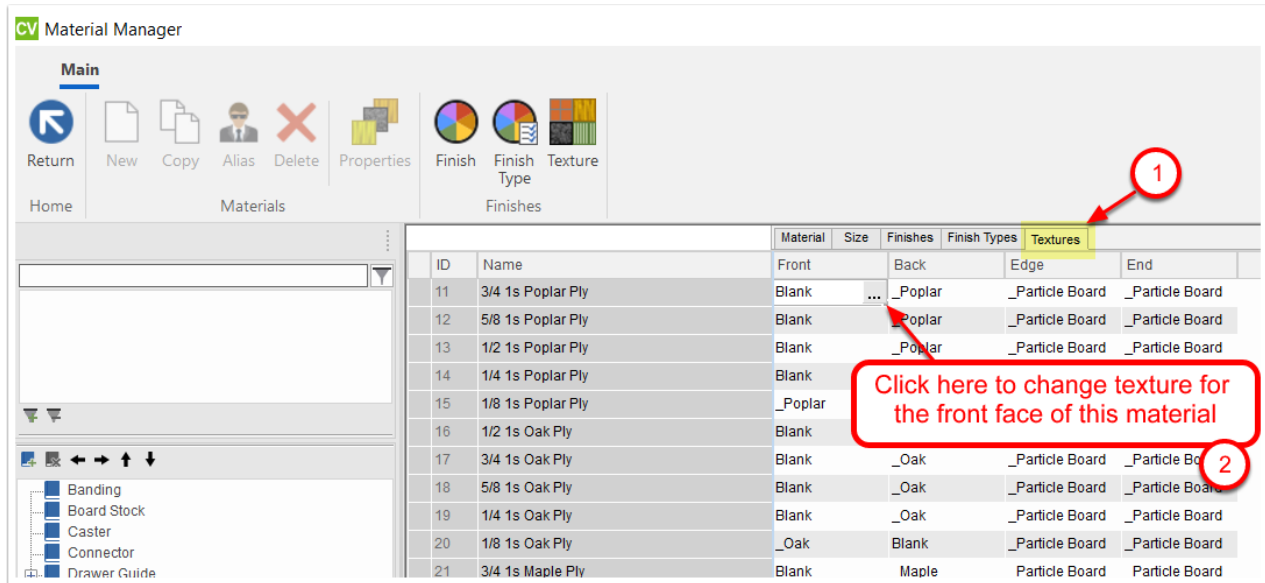 CV Material Manager
Main
Return New Copy Alias Delete Properties Finish Finish Type Texture
Home Materials Finishes
1
Material Size Finishes Finish Types Textures
ID Name Front Back Edge End
11 3/4 1s Poplar Ply Blank ... _Poplar _Particle Board _Particle Board
12 5/8 1s Poplar Ply Blank _Poplar _Particle Board _Particle Board
13 1/2 1s Poplar Ply Blank _Poplar _Particle Board _Particle Board
14 1/4 1s Poplar Ply Blank
15 1/8 1s Poplar Ply _Poplar
16 1/2 1s Oak Ply Blank
Click here to change texture for
the front face of this material
2
17 3/4 1s Oak Ply Blank _Oak _Particle Board _Particle
18 5/8 1s Oak Ply Blank _Oak _Particle Board _Particle Board
19 1/4 1s Oak Ply Blank _Oak _Particle Board _Particle Board
20 1/8 1s Oak Ply _Oak Blank _Particle Board _Particle Board
21 3/4 1s Maple Ply Blank Maple Particle Board Particle Board
Banding
Board Stock
Caster
Connector
Drawer Guide